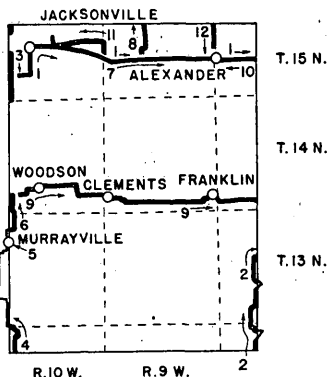 JACKSONVILLE
11
8
12
3
1
1
1
7
ALEXANDER
10
T. 15 N.
T. 14 N.
WOODSON
CLEMENTS
FRANKLIN
9
9
6
MURRAYVILLE
5
T. 13 N.
2
4
2
R. 10 W.
R. 9 W.